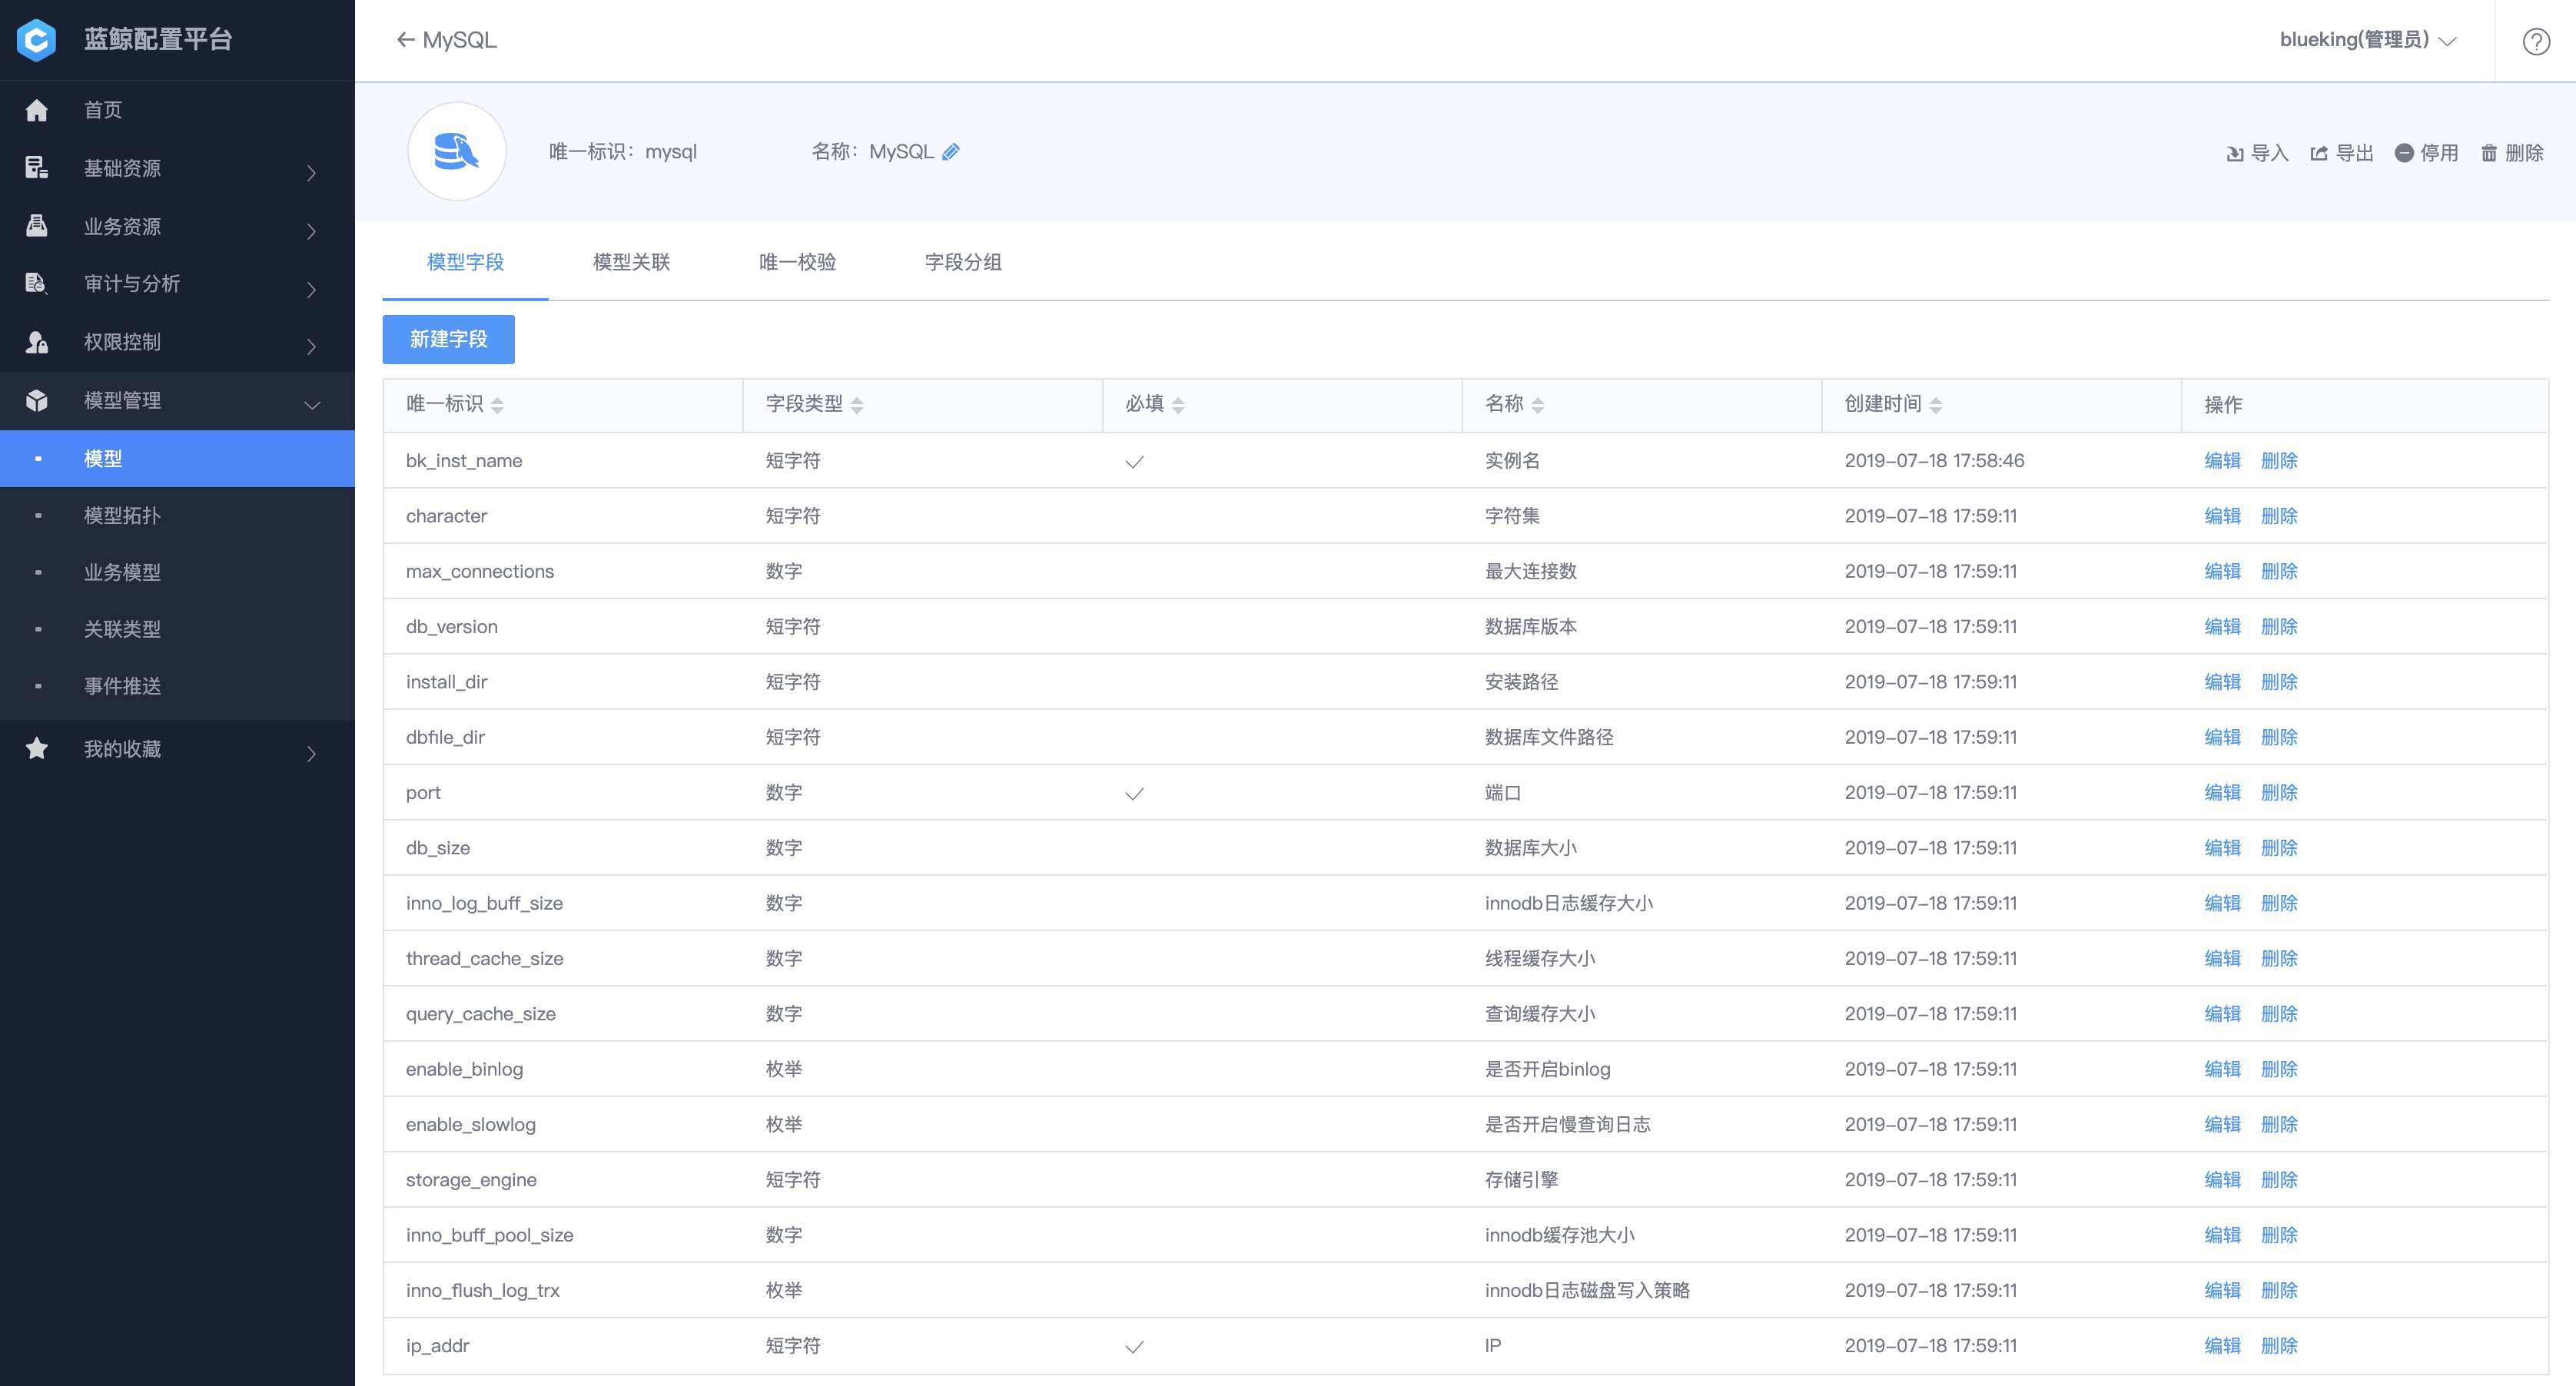 蓝鲸配置平台
首页
基础资源
业务资源
审计与分析
权限控制
模型管理
模型
模型拓扑
业务模型
关联类型
事件推送
我的收藏
MySQL
blueking(管理员)
唯一标识：mysql 名称：MySQL
导入 导出 停用 删除
模型字段 模型关联 唯一校验 字段分组
新建字段
唯一标识 字段类型 必填 名称 创建时间 操作
bk_inst_name 短字符 实例名 2019-07-18 17:58:46 编辑 删除
character 短字符 字符集 2019-07-18 17:59:11 编辑 删除
max_connections 数字 最大连接数 2019-07-18 17:59:11 编辑 删除
db_version 短字符 数据库版本 2019-07-18 17:59:11 编辑 删除
install_dir 短字符 安装路径 2019-07-18 17:59:11 编辑 删除
dbfile_dir 短字符 数据库文件路径 2019-07-18 17:59:11 编辑 删除
port 数字 端口 2019-07-18 17:59:11 编辑 删除
db_size 数字 数据库大小 2019-07-18 17:59:11 编辑 删除
inno_log_buff_size 数字 innodb日志缓存大小 2019-07-18 17:59:11 编辑 删除
thread_cache_size 数字 线程缓存大小 2019-07-18 17:59:11 编辑 删除
query_cache_size 数字 查询缓存大小 2019-07-18 17:59:11 编辑 删除
enable_binlog 枚举 是否开启binlog 2019-07-18 17:59:11 编辑 删除
enable_slowlog 枚举 是否开启慢查询日志 2019-07-18 17:59:11 编辑 删除
storage_engine 短字符 存储引擎 2019-07-18 17:59:11 编辑 删除
inno_buff_pool_size 数字 innodb缓存池大小 2019-07-18 17:59:11 编辑 删除
inno_flush_log_trx 枚举 innodb日志磁盘写入策略 2019-07-18 17:59:11 编辑 删除
ip_addr 短字符 IP 2019-07-18 17:59:11 编辑 删除